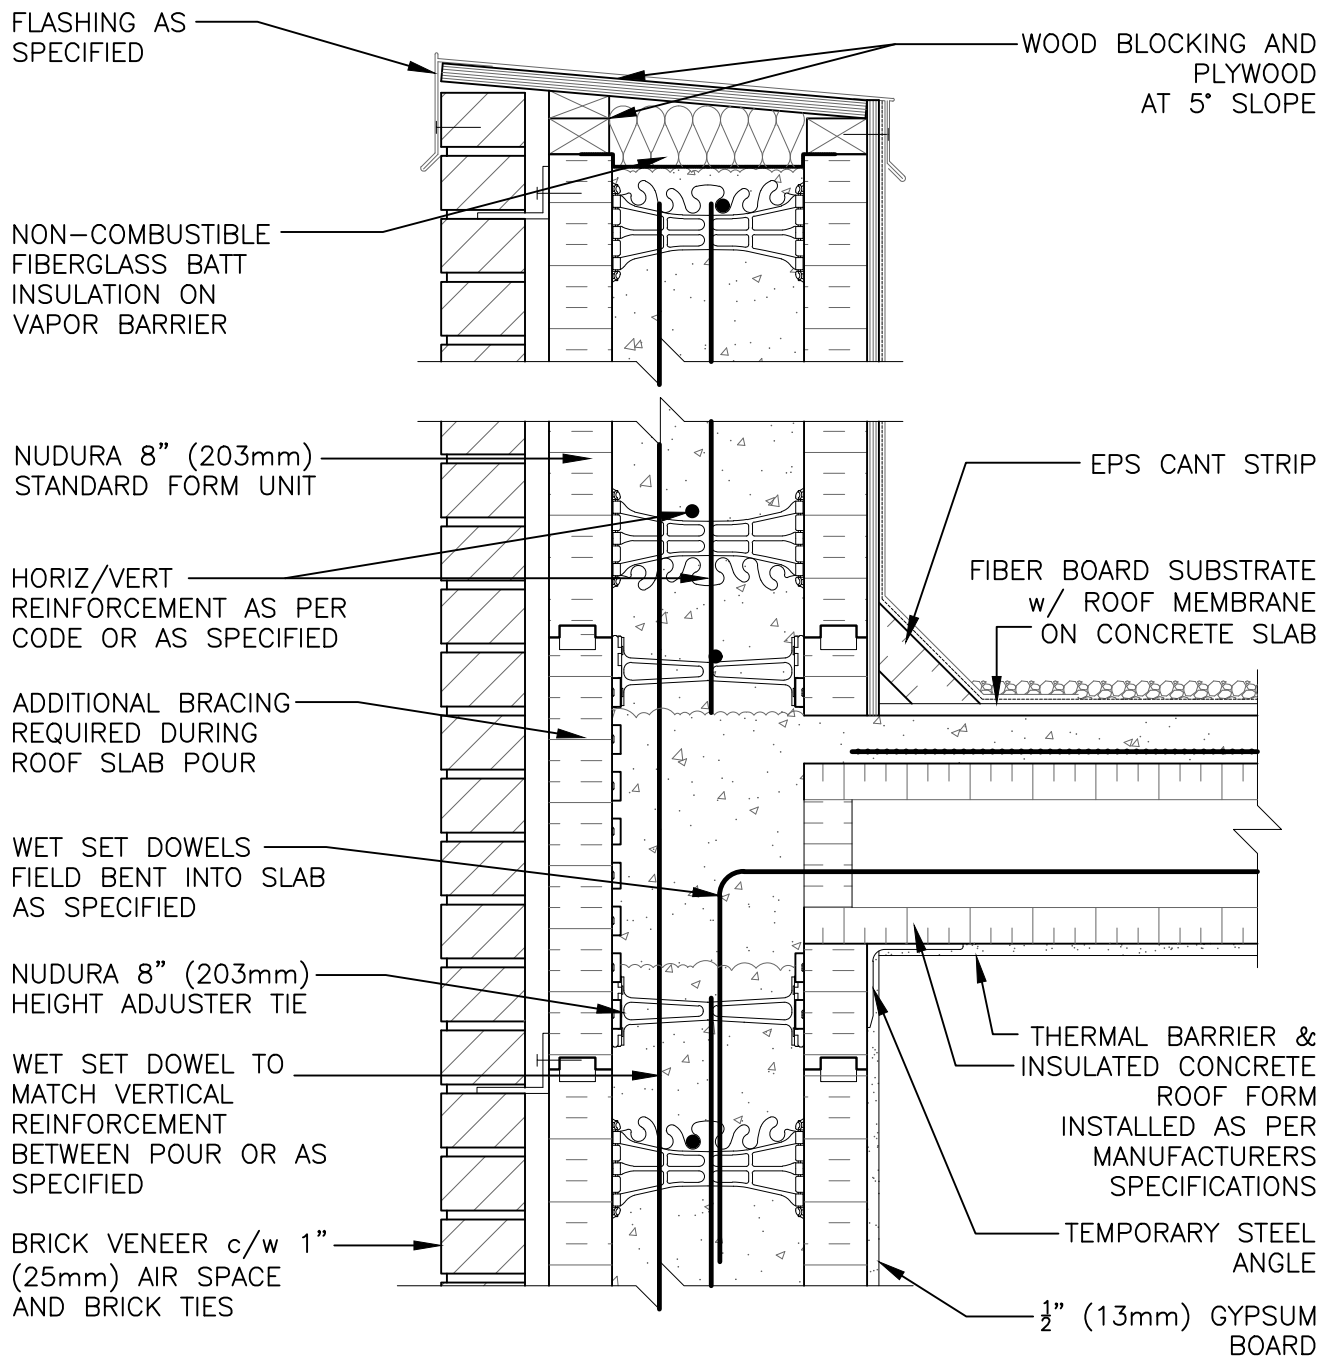 FLASHING AS
SPECIFIED
WOOD BLOCKING AND
PLYWOOD
AT 5° SLOPE
NON-COMBUSTIBLE
FIBERGLASS BATT
INSULATION ON
VAPOR BARRIER
NUDURA 8" (203mm)
STANDARD FORM UNIT
EPS CANT STRIP
HORIZ/VERT
REINFORCEMENT AS PER
CODE OR AS SPECIFIED
FIBER BOARD SUBSTRATE
w/ ROOF MEMBRANE
ON CONCRETE SLAB
ADDITIONAL BRACING
REQUIRED DURING
ROOF SLAB POUR
WET SET DOWELS
FIELD BENT INTO SLAB
AS SPECIFIED
NUDURA 8" (203mm)
HEIGHT ADJUSTER TIE
WET SET DOWEL TO
MATCH VERTICAL
REINFORCEMENT
BETWEEN POUR OR AS
SPECIFIED
THERMAL BARRIER &
INSULATED CONCRETE
ROOF FORM
INSTALLED AS PER
MANUFACTURERS
SPECIFICATIONS
BRICK VENEER c/w 1"
(25mm) AIR SPACE
AND BRICK TIES
TEMPORARY STEEL
ANGLE
½" (13mm) GYPSUM
BOARD